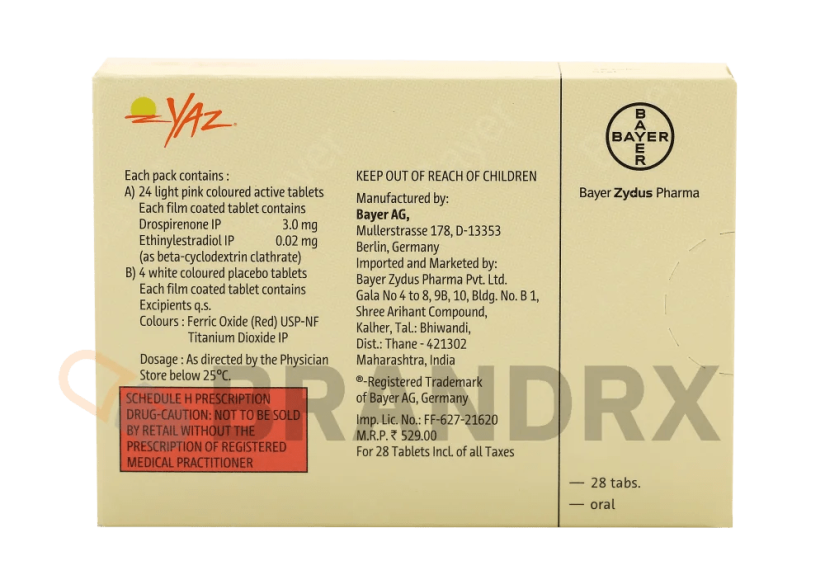 YAZ®
Each pack contains :
A) 24 light pink coloured active tablets
Each film coated tablet contains
Drospirenone IP 3.0 mg
Ethinylestradiol IP 0.02 mg
(as beta-cyclodextrin clathrate)
B) 4 white coloured placebo tablets
Each film coated tablet contains
Excipients q.s.
Colours : Ferric Oxide (Red) USP-NF
Titanium Dioxide IP
Dosage : As directed by the Physician
Store below 25°C.
SCHEDULE H PRESCRIPTION
DRUG-CAUTION: NOT TO BE SOLD
BY RETAIL WITHOUT THE
PRESCRIPTION OF REGISTERED
MEDICAL PRACTITIONER
KEEP OUT OF REACH OF CHILDREN
Manufactured by:
Bayer AG,
Mullerstrasse 178, D-13353
Berlin, Germany
Imported and Marketed by:
Bayer Zydus Pharma Pvt. Ltd.
Gala No 4 to 8, 9B, 10, Bldg. No. B 1,
Shree Arihant Compound,
Kalher, Tal.: Bhiwandi,
Dist.: Thane - 421302
Maharashtra, India
®-Registered Trademark
of Bayer AG, Germany
Imp. Lic. No.: FF-627-21620
M.R.P. ₹ 529.00
For 28 Tablets Incl. of all Taxes
BAYER
BAYER
Bayer Zydus Pharma
— 28 tabs.
— oral
BRANDRX